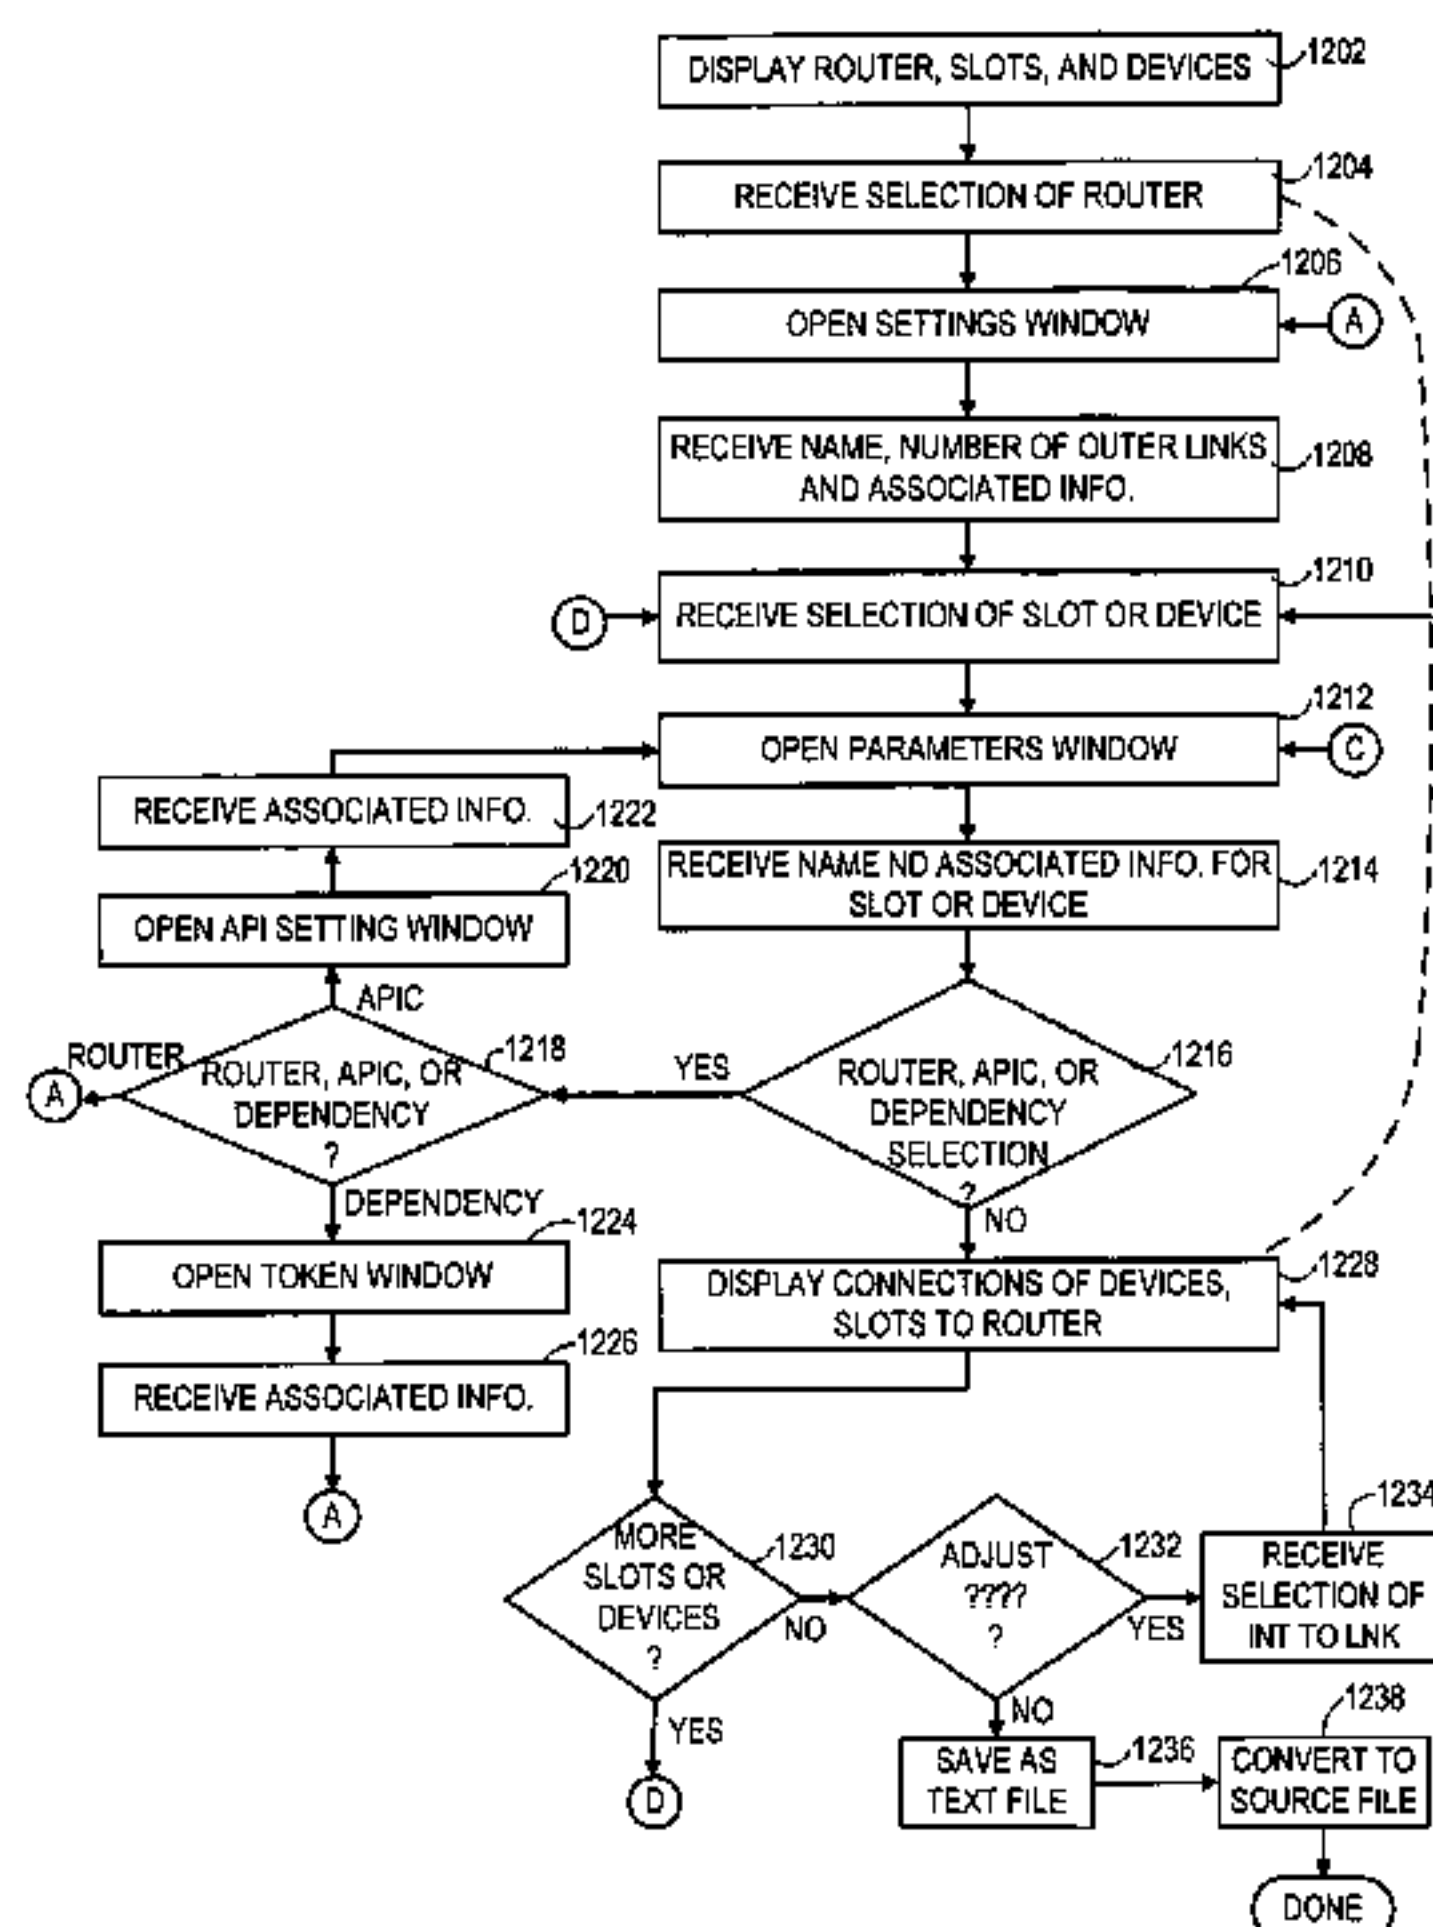 DISPLAY ROUTER, SLOTS, AND DEVICES
1202
RECEIVE SELECTION OF ROUTER
1204
OPEN SETTINGS WINDOW
1206
A
RECEIVE NAME, NUMBER OF OUTER LINKS
AND ASSOCIATED INFO.
1208
D
RECEIVE SELECTION OF SLOT OR DEVICE
1210
OPEN PARAMETERS WINDOW
1212
C
RECEIVE ASSOCIATED INFO.
1222
RECEIVE NAME ND ASSOCIATED INFO. FOR
SLOT OR DEVICE
1214
OPEN API SETTING WINDOW
1220
APIC
ROUTER
A
ROUTER, APIC, OR
DEPENDENCY
?
1218
YES
ROUTER, APIC, OR
DEPENDENCY
SELECTION
?
1216
DEPENDENCY
NO
OPEN TOKEN WINDOW
1224
DISPLAY CONNECTIONS OF DEVICES,
SLOTS TO ROUTER
1228
RECEIVE ASSOCIATED INFO.
1226
A
MORE
SLOTS OR
DEVICES
?
1230
NO
YES
D
ADJUST
????
?
1232
YES
NO
RECEIVE
SELECTION OF
INT TO LNK
1234
SAVE AS
TEXT FILE
1236
CONVERT TO
SOURCE FILE
1238
DONE